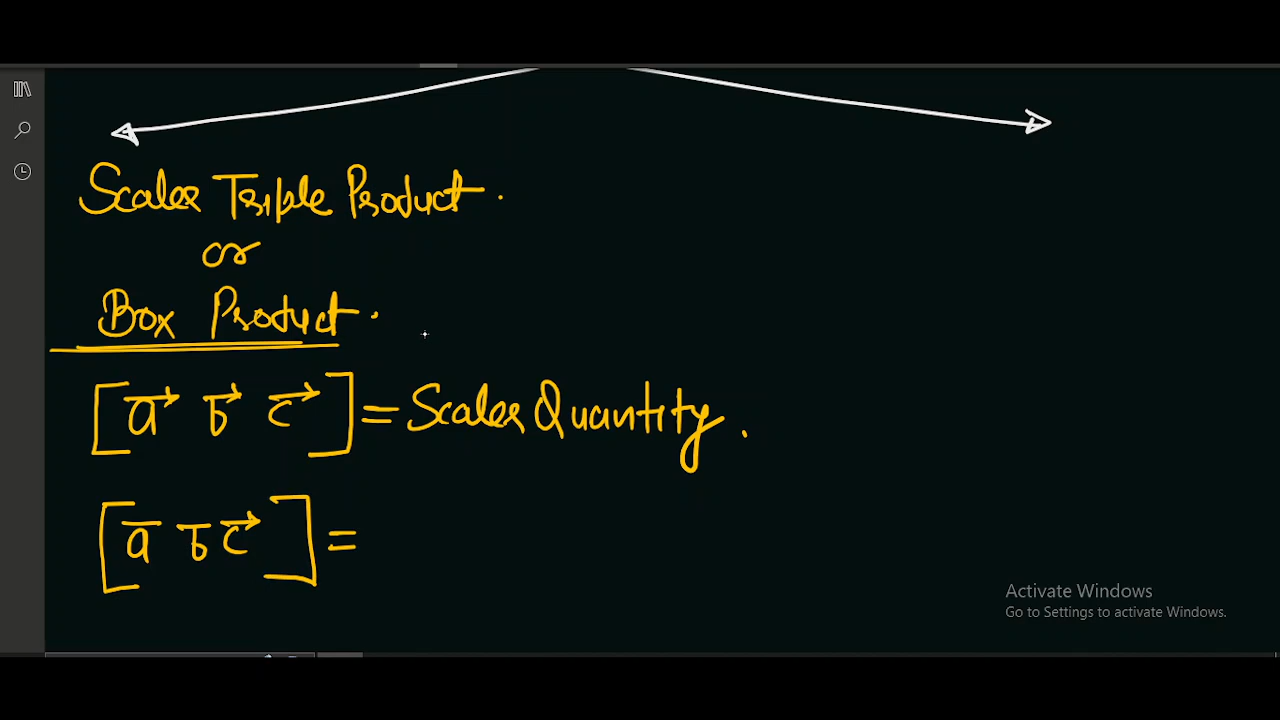 Scaler Triple Product.
or
Box Product.
[a⃗ b⃗ c⃗] = Scaler Quantity.
[a̅ b̅ c⃗] =
Activate Windows
Go to Settings to activate Windows.